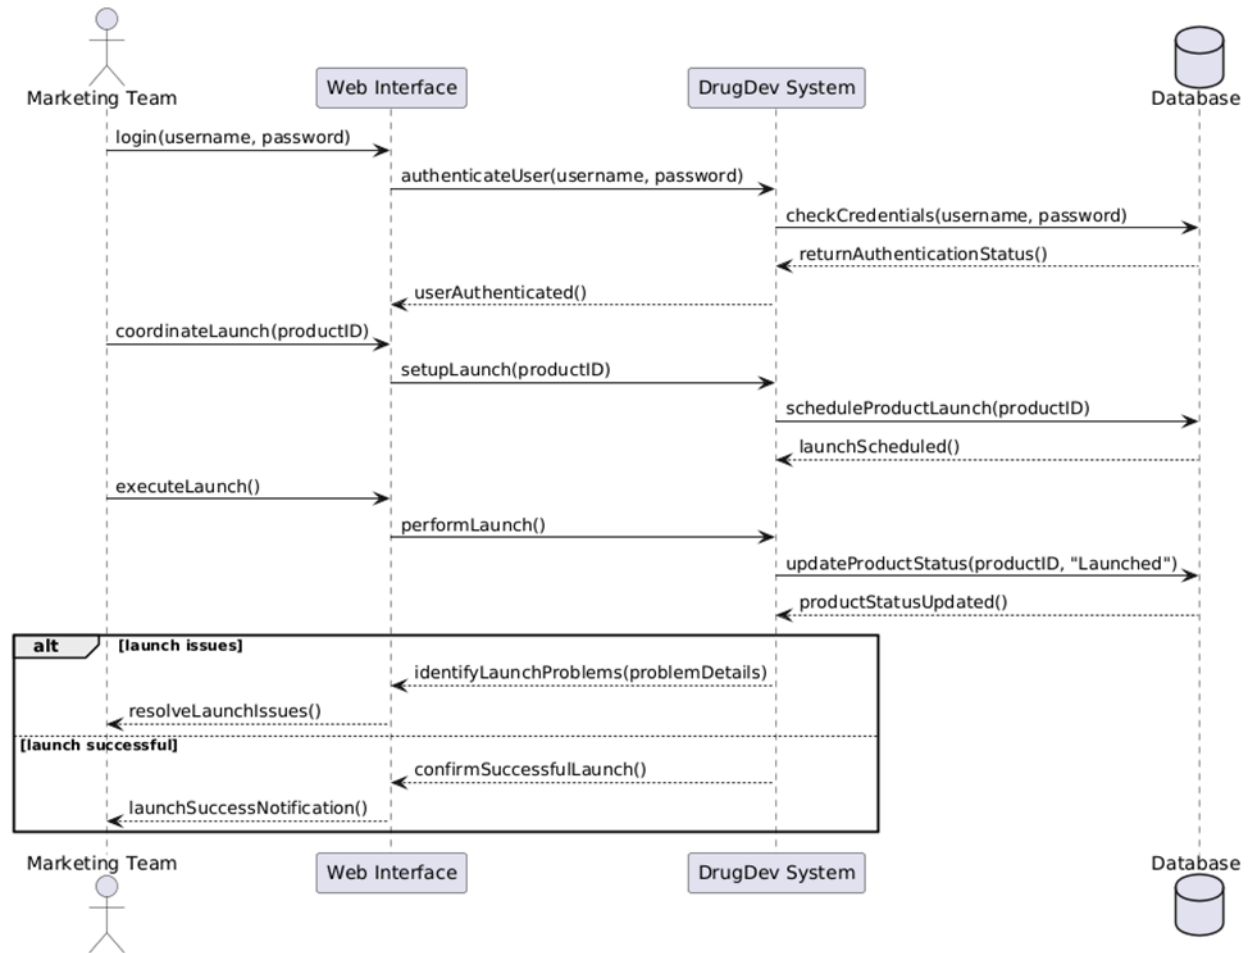 Marketing Team
Web Interface
DrugDev System
Database
login(username, password)
authenticateUser(username, password)
checkCredentials(username, password)
returnAuthenticationStatus()
userAuthenticated()
coordinateLaunch(productID)
setupLaunch(productID)
scheduleProductLaunch(productID)
launchScheduled()
executeLaunch()
performLaunch()
updateProductStatus(productID, "Launched")
productStatusUpdated()
alt [launch issues]
identifyLaunchProblems(problemDetails)
resolveLaunchIssues()
[launch successful]
confirmSuccessfulLaunch()
launchSuccessNotification()
Marketing Team
Web Interface
DrugDev System
Database